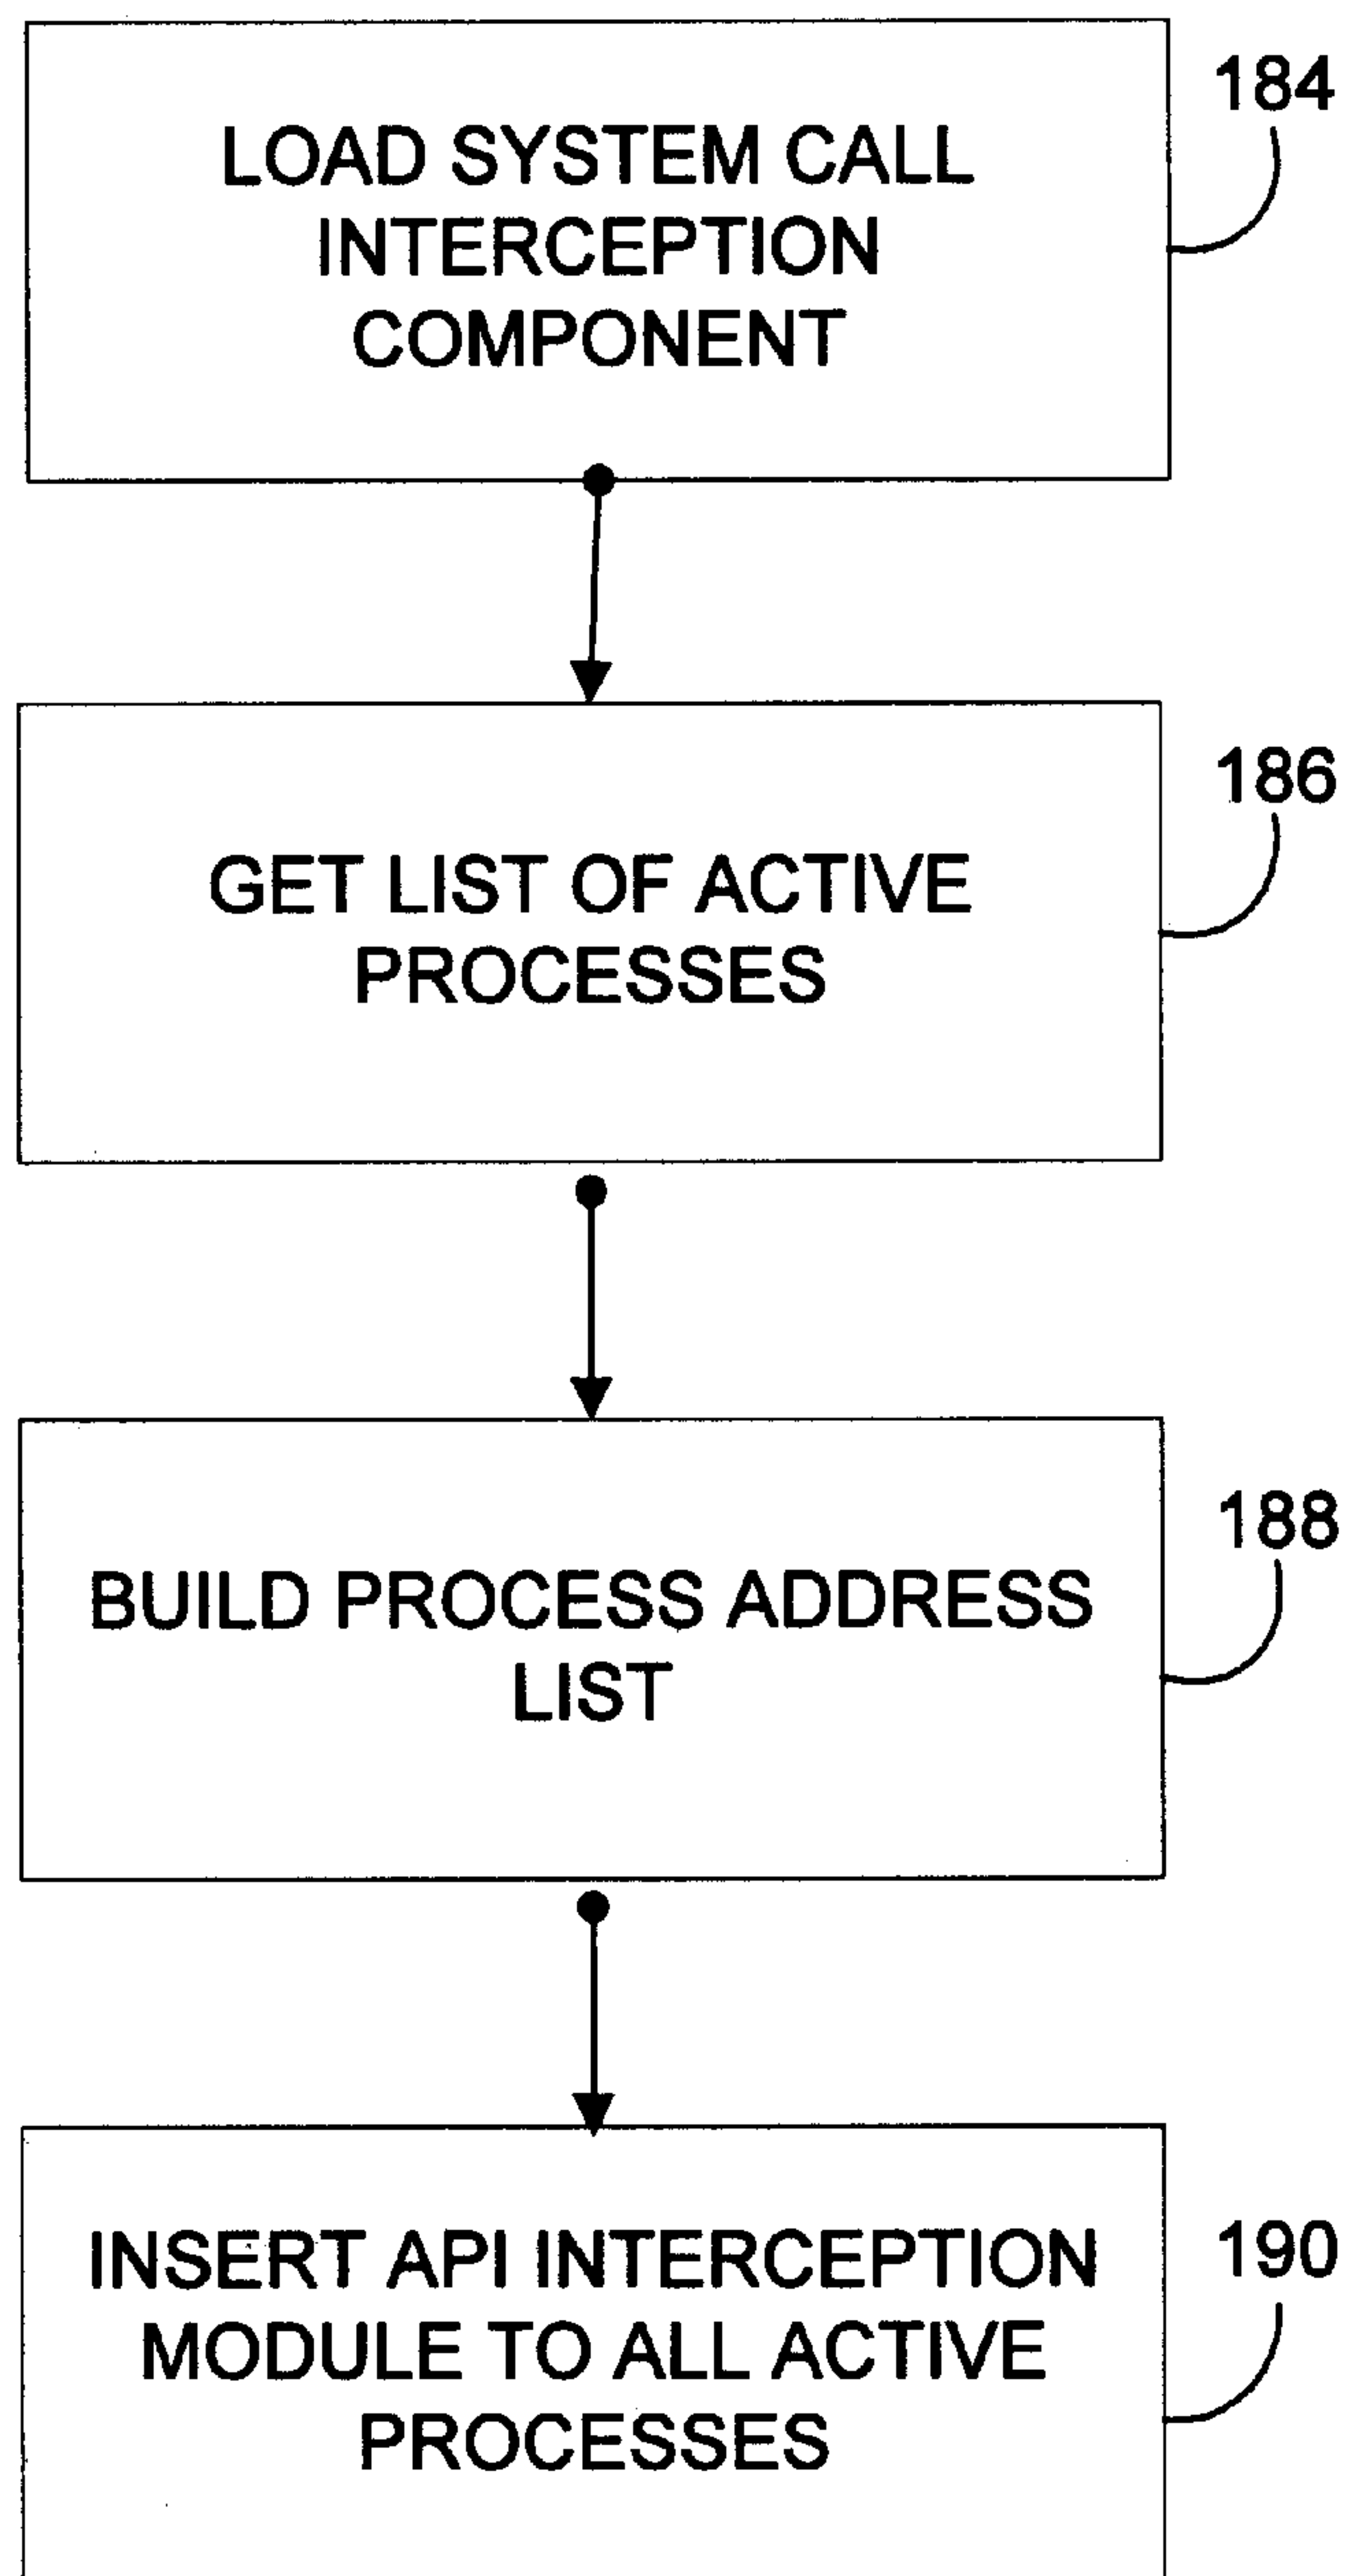 184
LOAD SYSTEM CALL
INTERCEPTION
COMPONENT
186
GET LIST OF ACTIVE
PROCESSES
188
BUILD PROCESS ADDRESS
LIST
190
INSERT API INTERCEPTION
MODULE TO ALL ACTIVE
PROCESSES